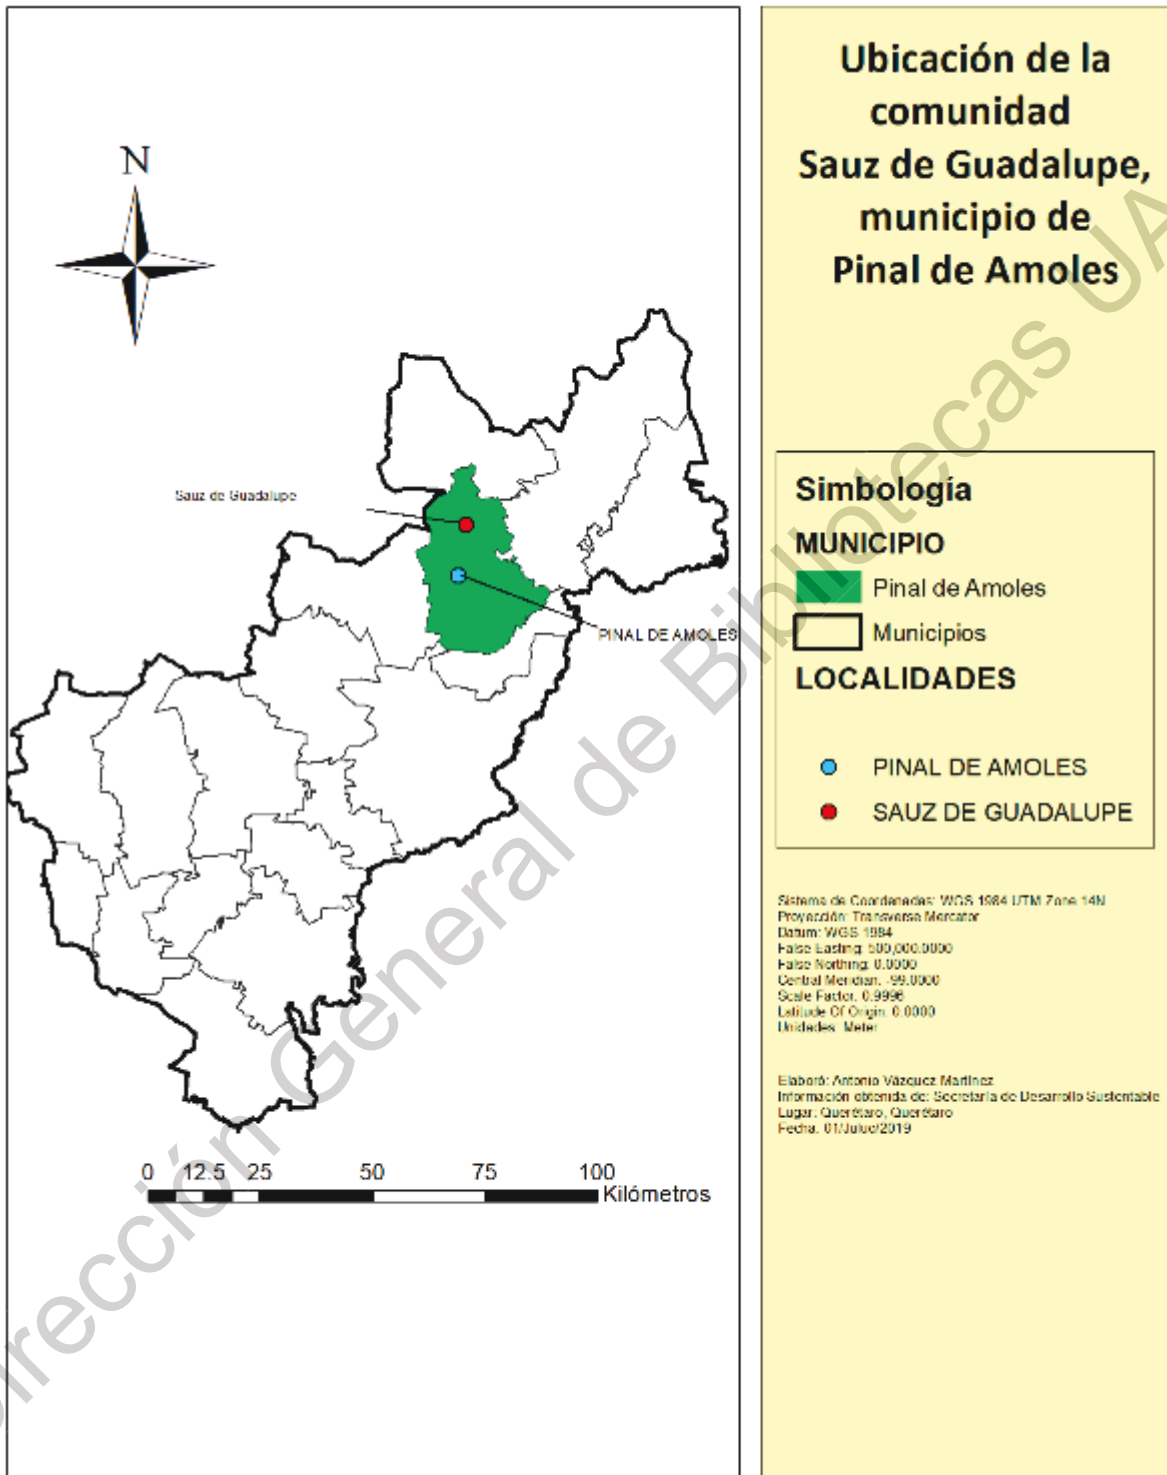 Ubicación de la
comunidad
Sauz de Guadalupe,
municipio de
Pinal de Amoles
N
Sauz de Guadalupe
PINAL DE AMOLES
Simbología
MUNICIPIO
Pinal de Amoles
Municipios
LOCALIDADES
PINAL DE AMOLES
SAUZ DE GUADALUPE
Sistema de Coordenadas: WGS 1984 UTM Zone 14N
Proyección: Transverse Mercator
Datum: WGS 1984
False Easting: 500,000.0000
False Northing: 0.0000
Central Meridian: -99.0000
Scale Factor: 0.9996
Latitude Of Origin: 0.0000
Unidades: Meter
Elaboró: Antonio Vázquez Martínez
Información obtenida de: Secretaría de Desarrollo Sustentable
Lugar: Querétaro, Querétaro
Fecha: 01/Julio/2019
0 12.5 25 50 75 100
Kilómetros
Dirección General de Bibliotecas UA